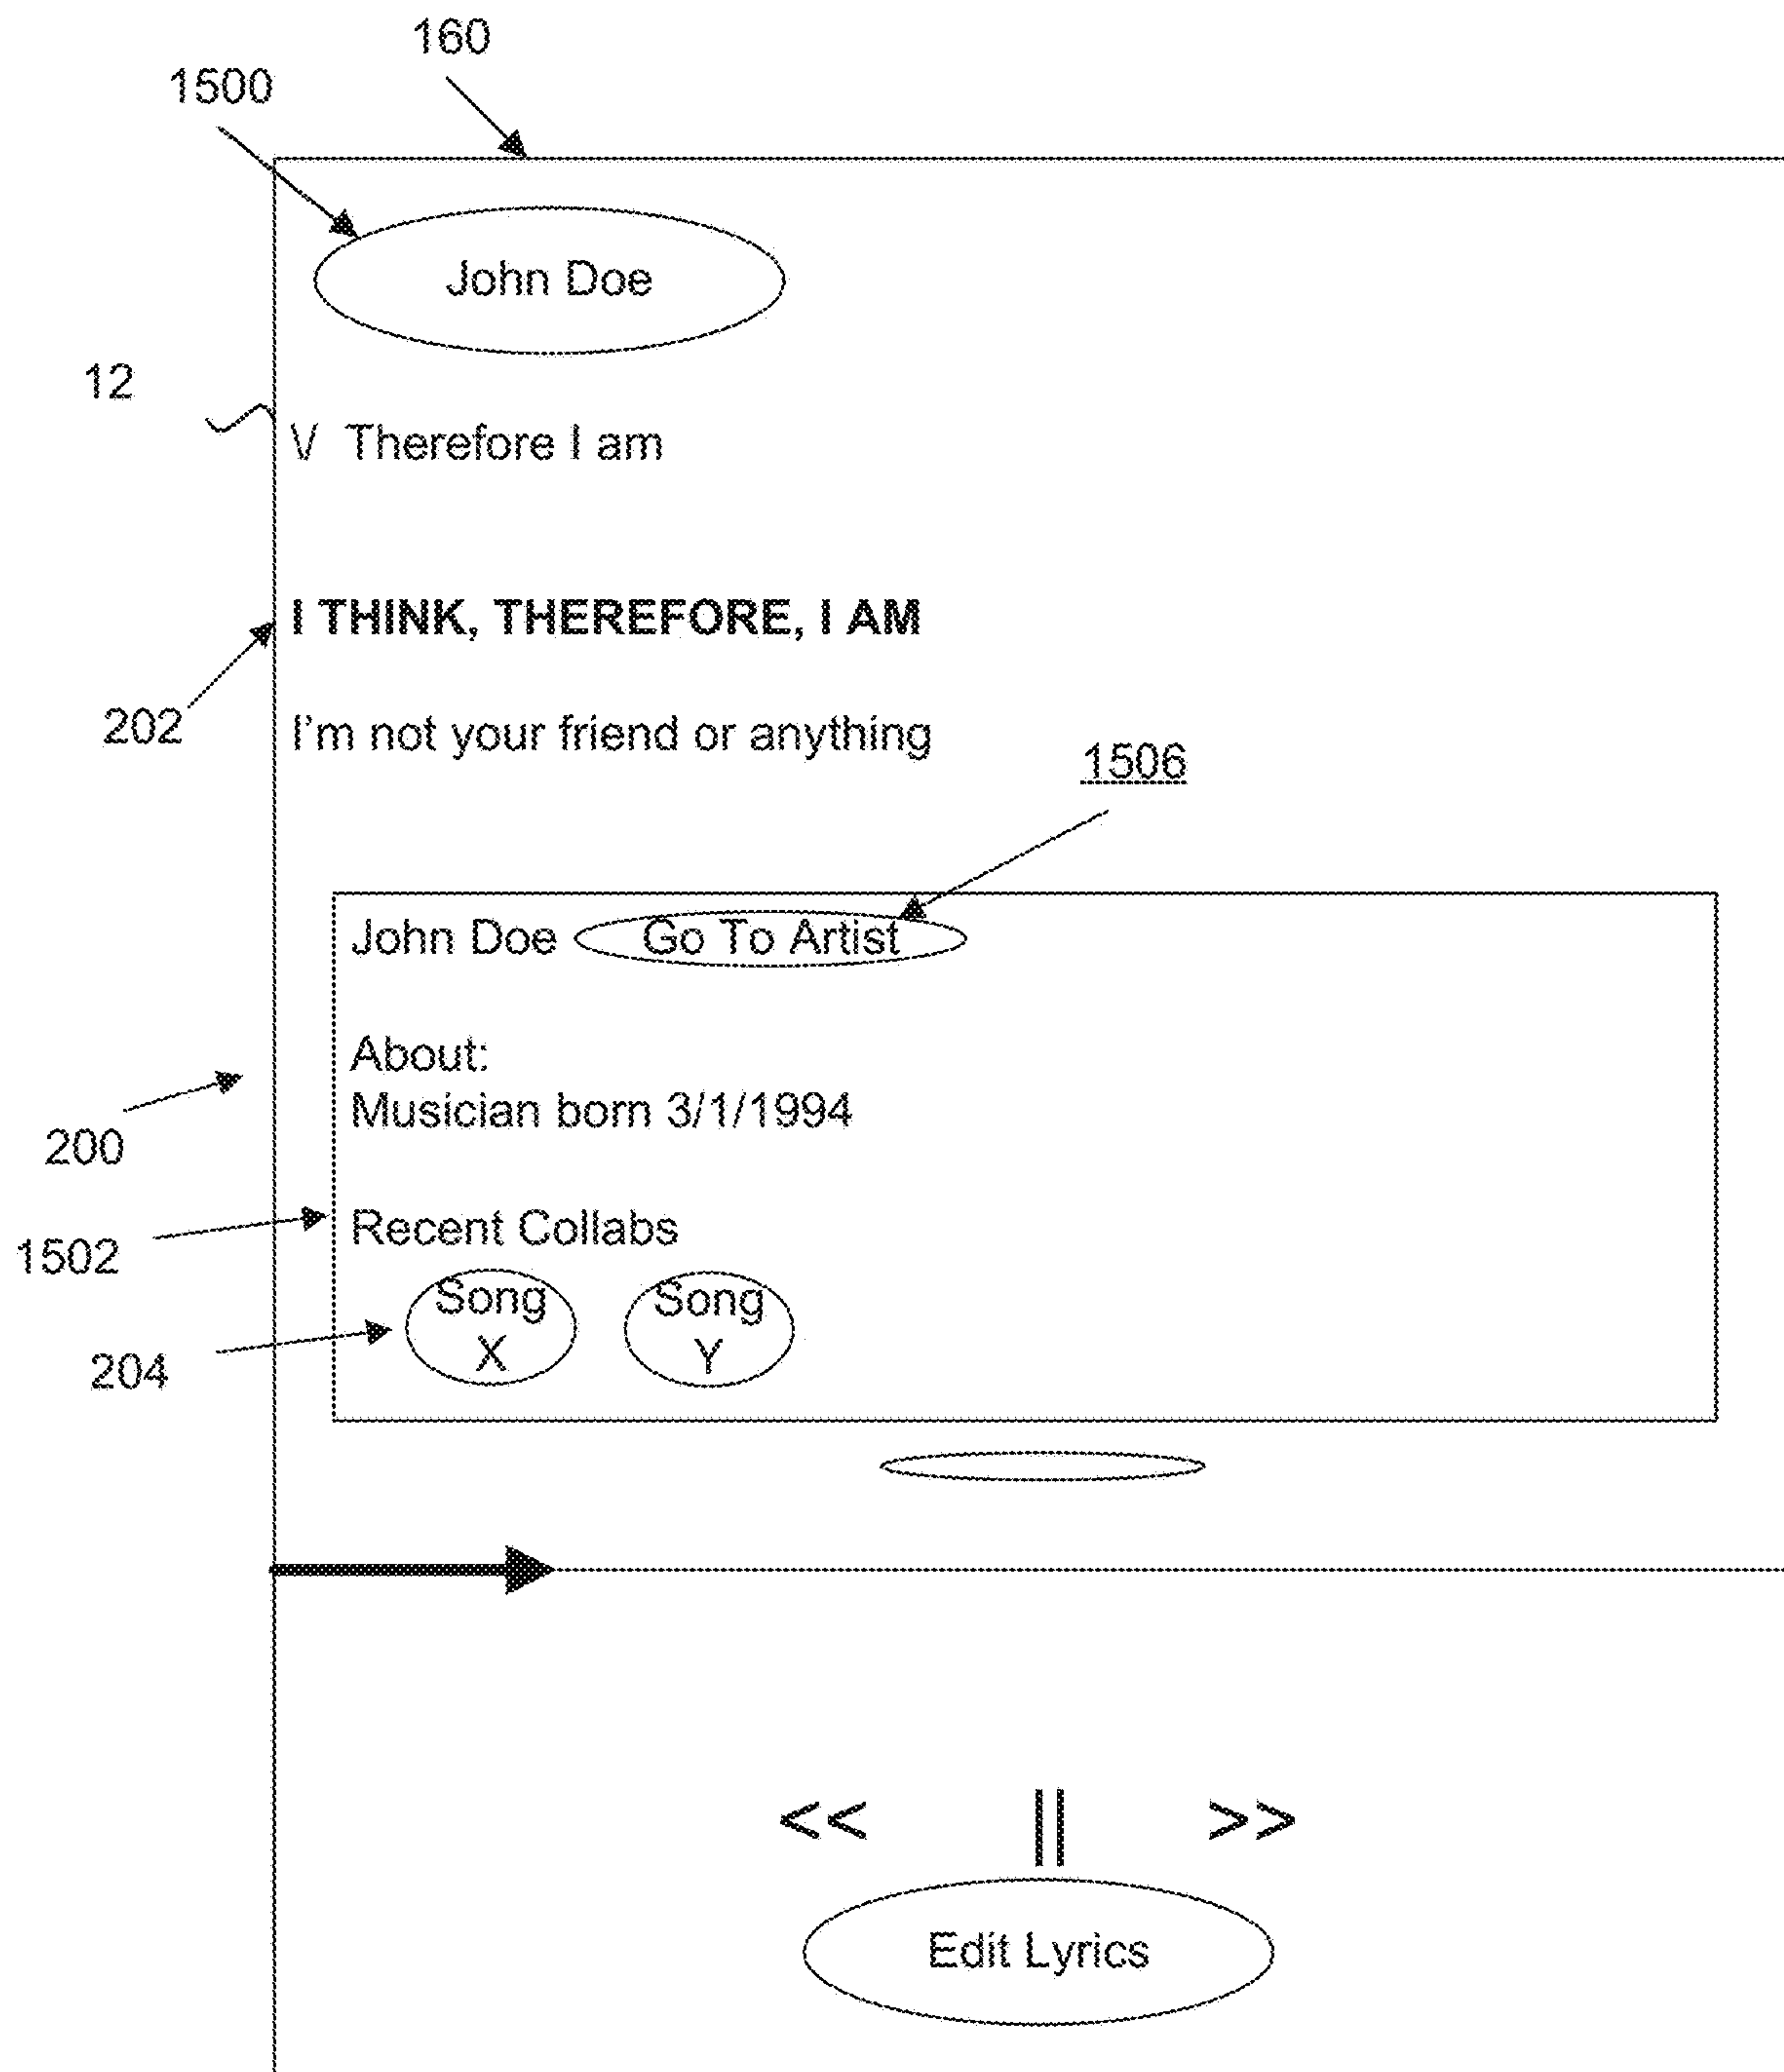 160
1500
John Doe
12
\/ Therefore I am
I THINK, THEREFORE, I AM
202
I'm not your friend or anything
1506
John Doe Go To Artist
About:
200
Musician born 3/1/1994
1502
Recent Collabs
204
Song X
Song Y
<< || >>
Edit Lyrics